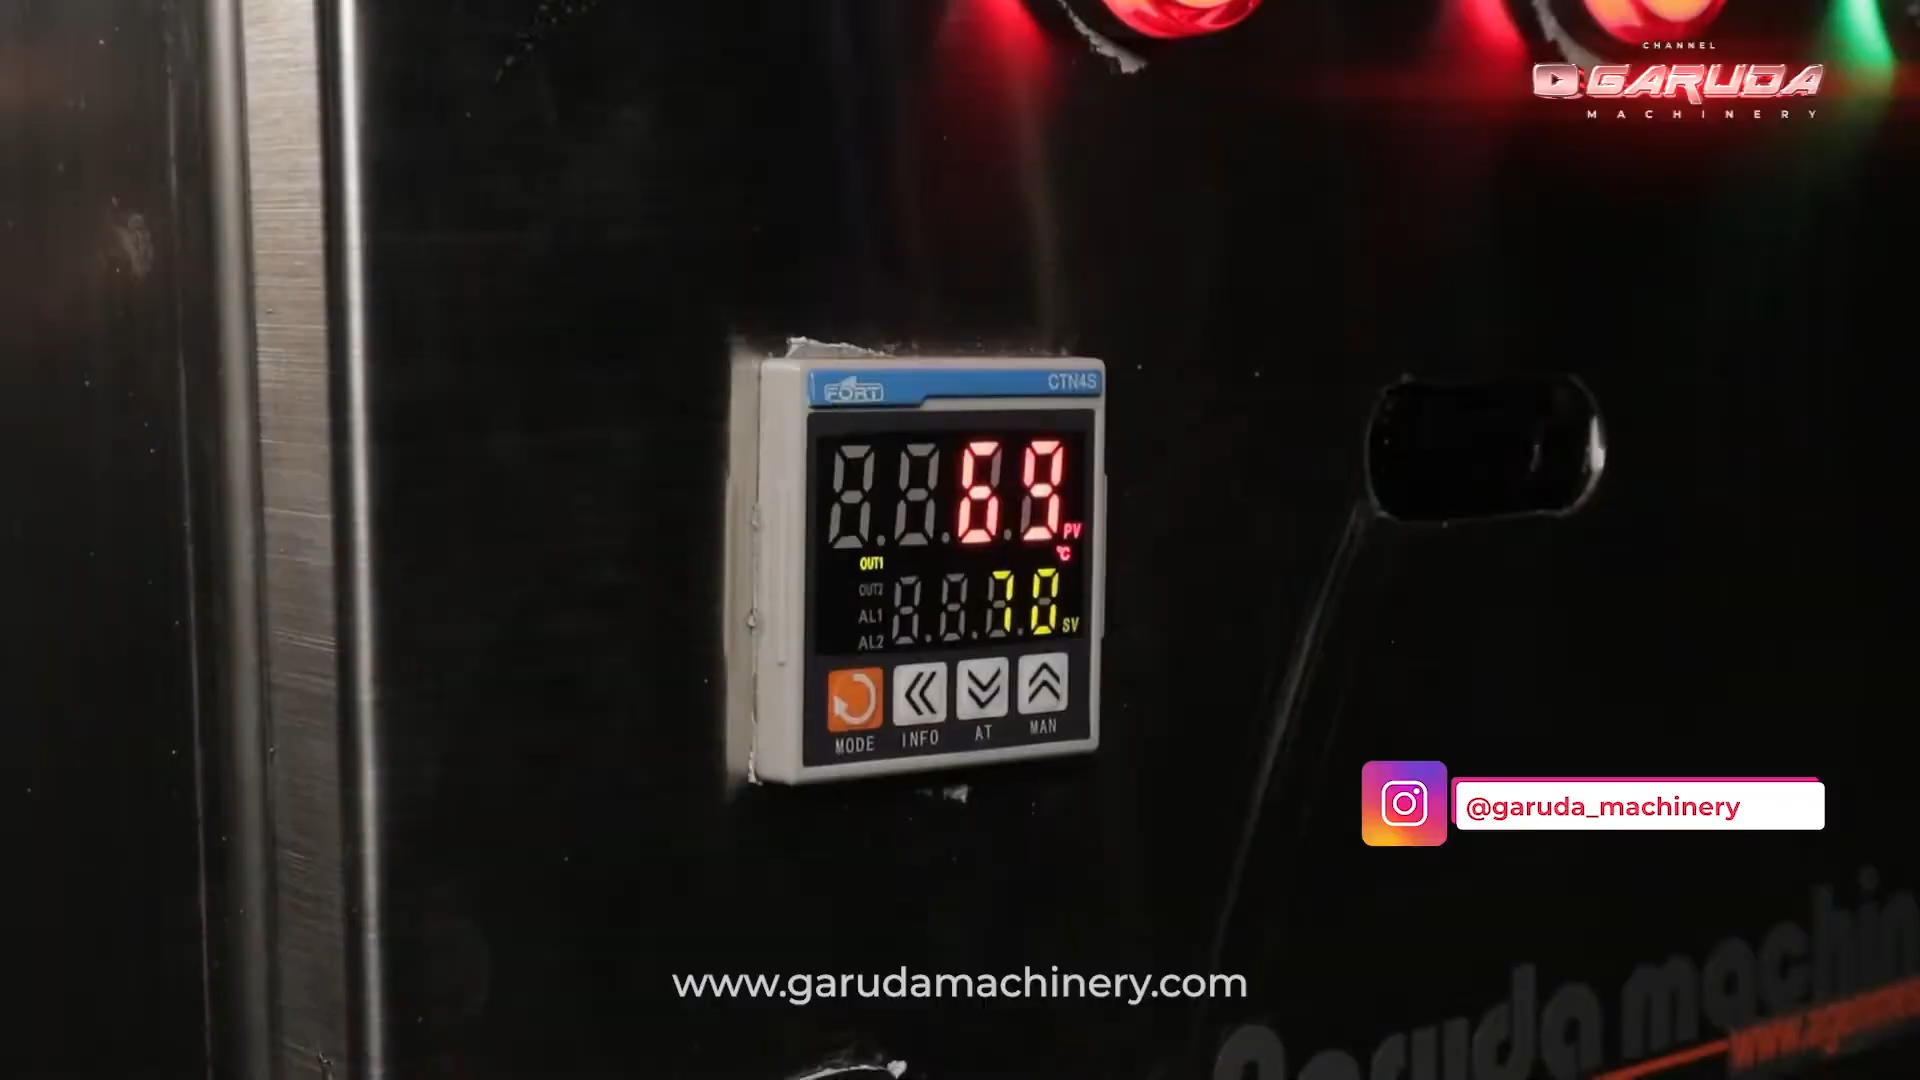 CHANNEL
GARUDA
MACHINERY
FORT
CTN4S
69
PV
°C
OUT1
OUT2
AL1
AL2
70
SV
MODE
INFO
AT
MAN
@garuda_machinery
www.garudamachinery.com
garuda machin